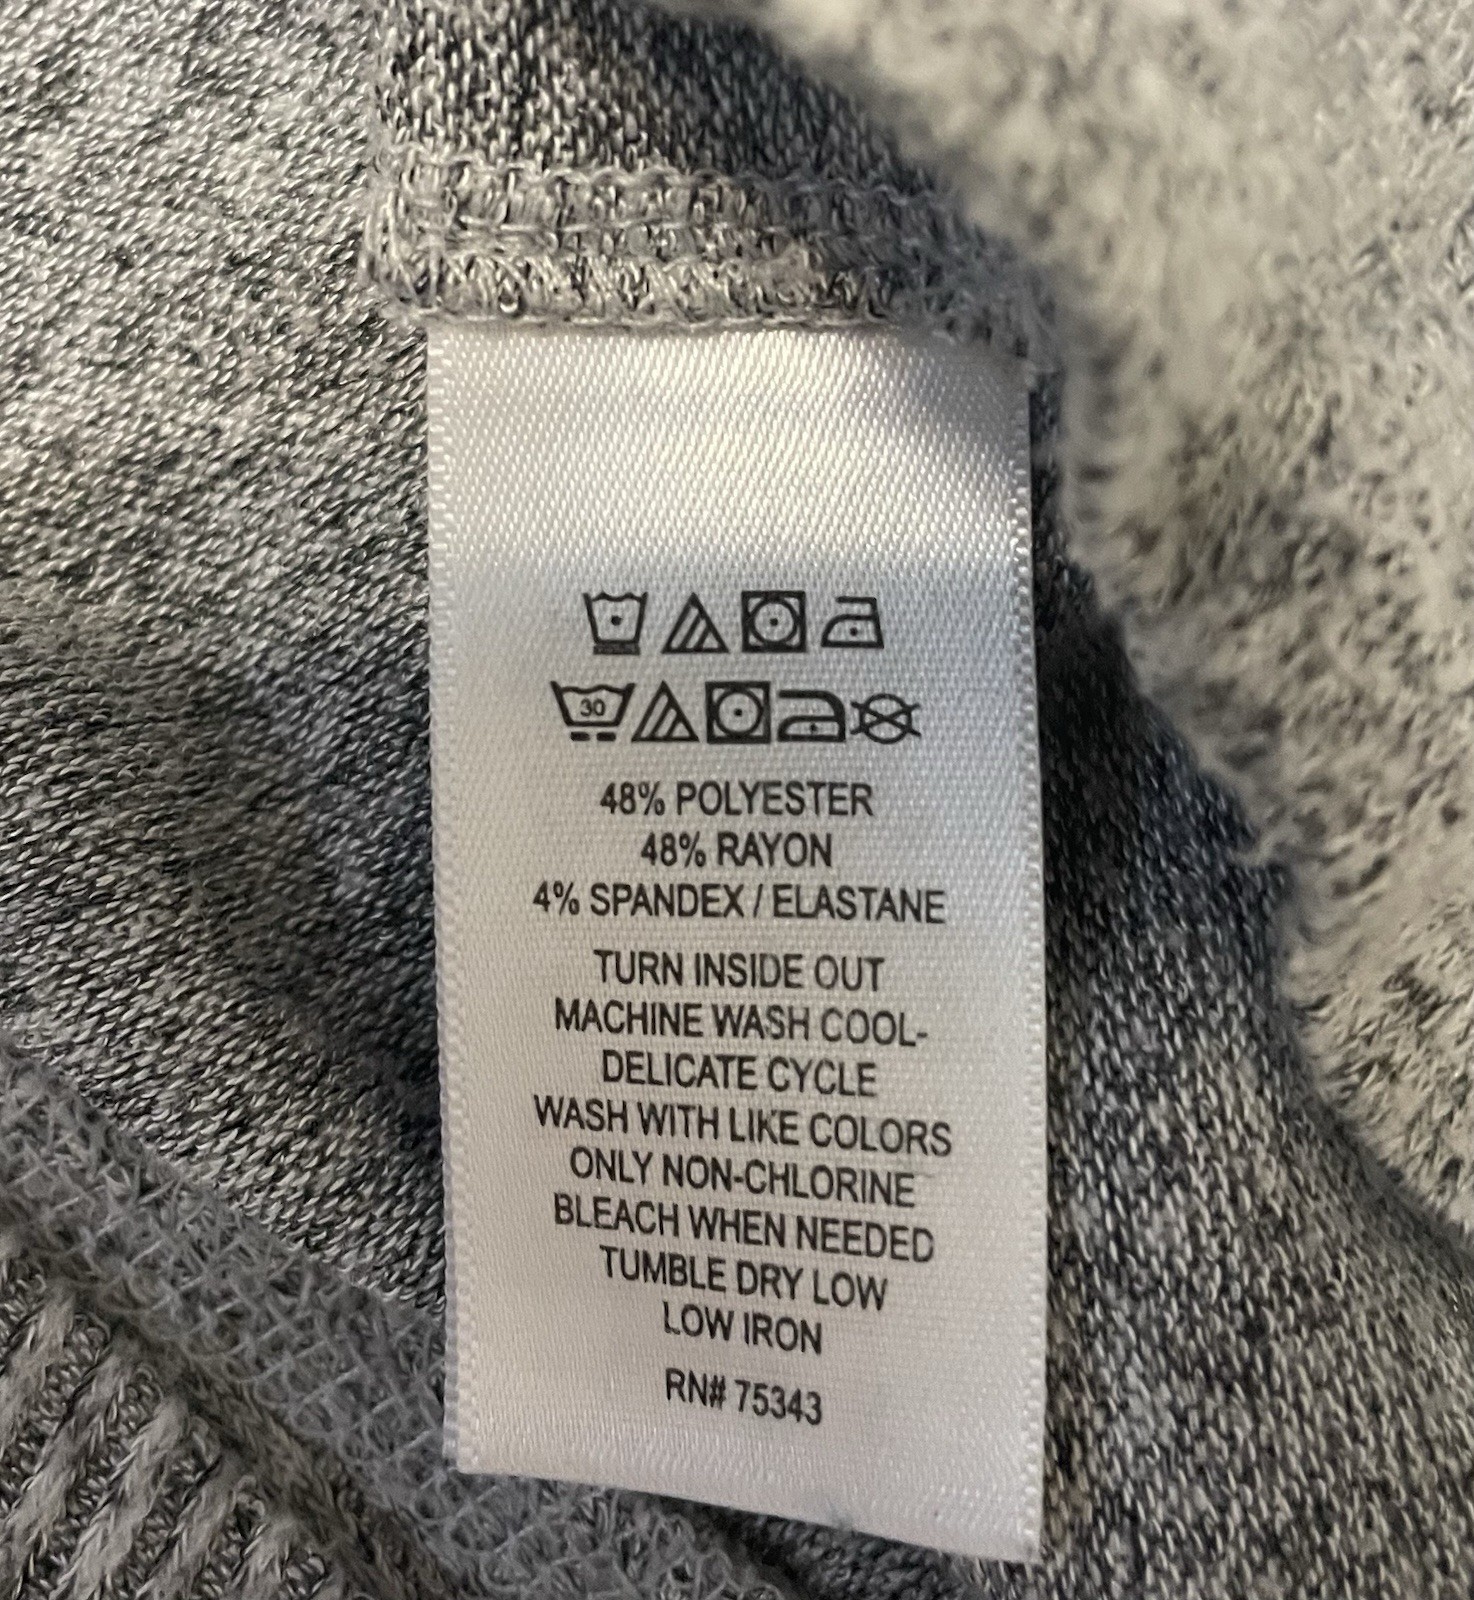 30
48% POLYESTER
48% RAYON
4% SPANDEX / ELASTANE
TURN INSIDE OUT
MACHINE WASH COOL-
DELICATE CYCLE
WASH WITH LIKE COLORS
ONLY NON-CHLORINE
BLEACH WHEN NEEDED
TUMBLE DRY LOW
LOW IRON
RN# 75343